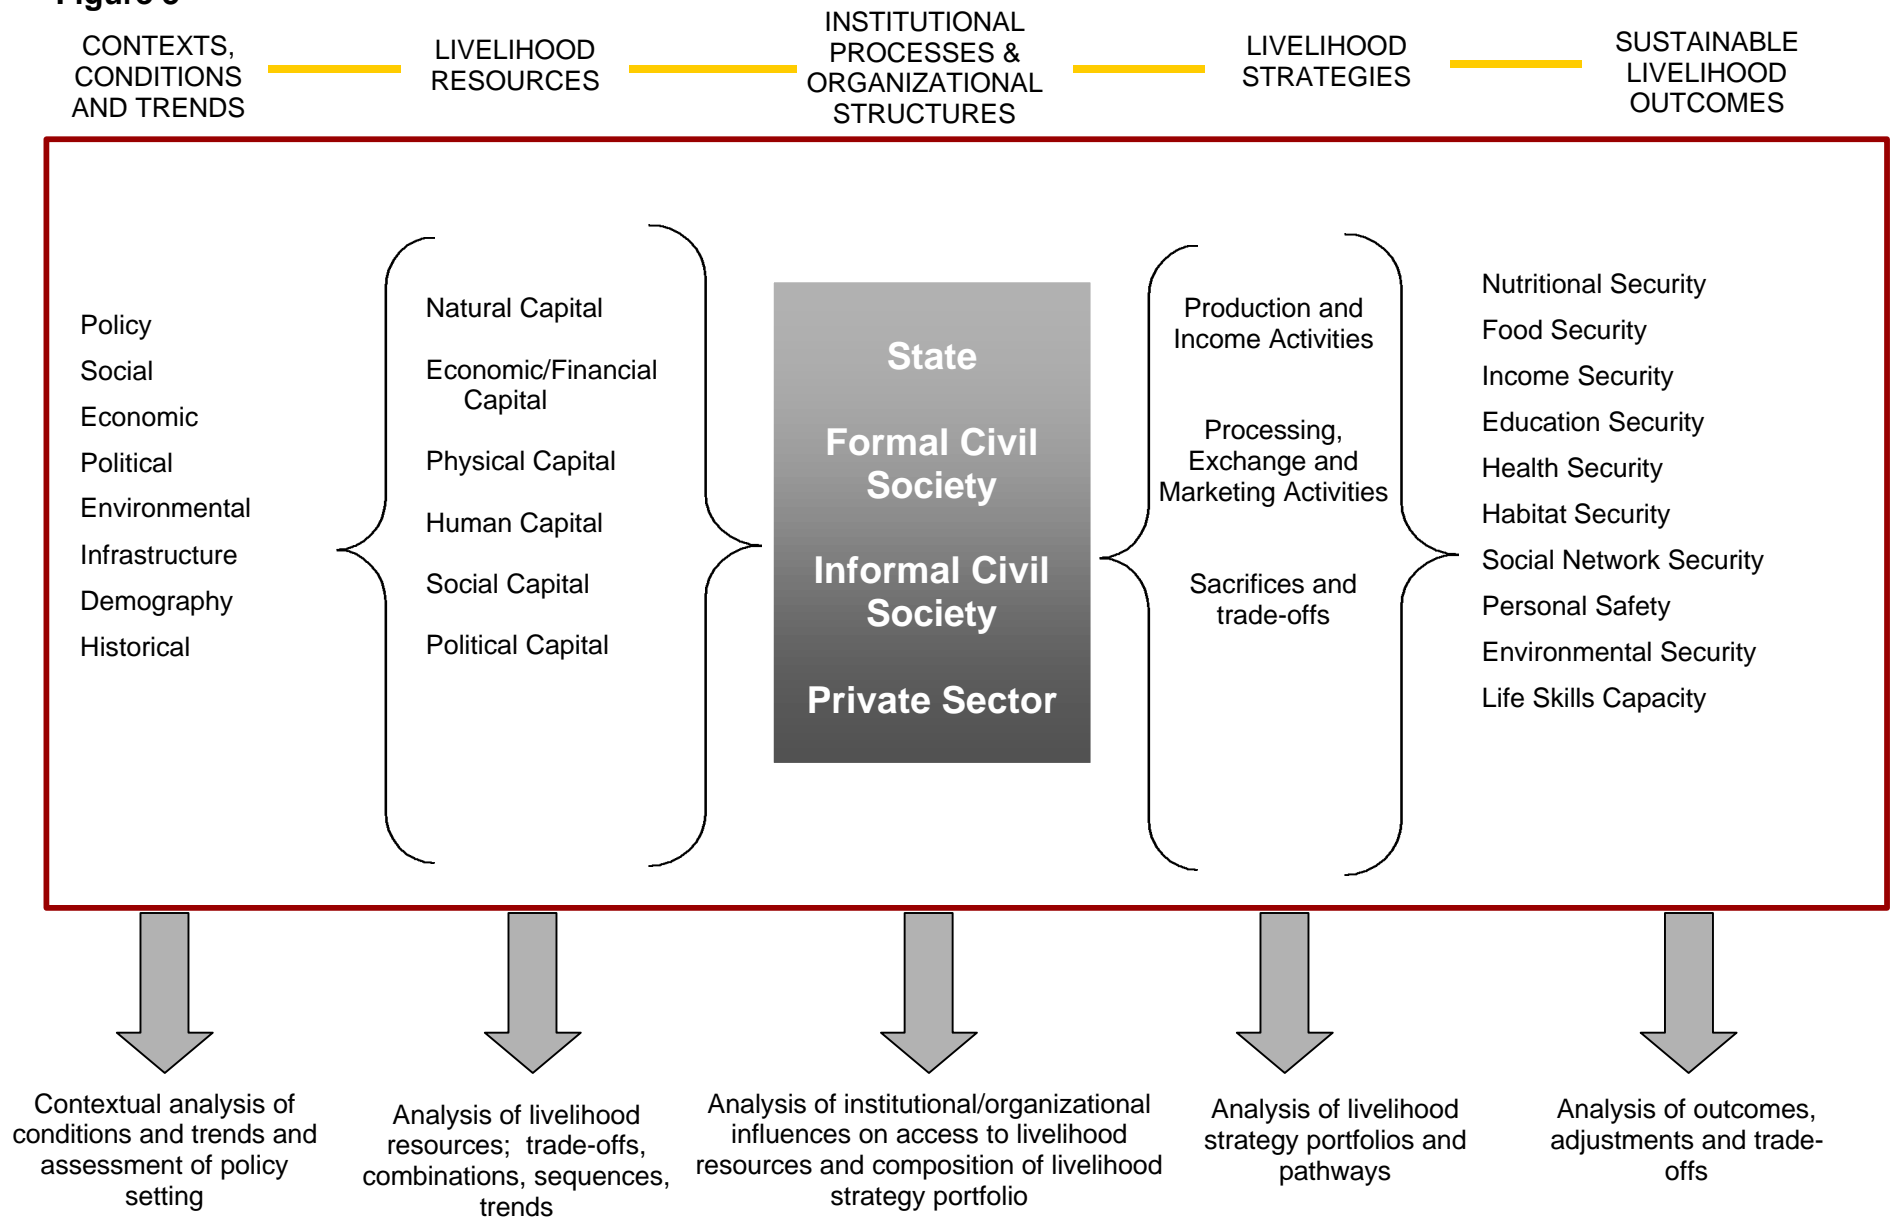 Figure
CONTEXTS,
CONDITIONS
AND TRENDS
LIVELIHOOD
RESOURCES
INSTITUTIONAL
PROCESSES &
ORGANIZATIONAL
STRUCTURES
LIVELIHOOD
STRATEGIES
SUSTAINABLE
LIVELIHOOD
OUTCOMES
Policy
Social
Economic
Political
Environmental
Infrastructure
Demography
Historical
Natural Capital
Economic/Financial
Capital
Physical Capital
Human Capital
Social Capital
Political Capital
State
Formal Civil
Society
Informal Civil
Society
Private Sector
Production and
Income Activities
Processing,
Exchange and
Marketing Activities
Sacrifices and
trade-offs
Nutritional Security
Food Security
Income Security
Education Security
Health Security
Habitat Security
Social Network Security
Personal Safety
Environmental Security
Life Skills Capacity
Contextual analysis of
conditions and trends and
assessment of policy
setting
Analysis of livelihood
resources; trade-offs,
combinations, sequences,
trends
Analysis of institutional/organizational
influences on access to livelihood
resources and composition of livelihood
strategy portfolio
Analysis of livelihood
strategy portfolios and
pathways
Analysis of outcomes,
adjustments and trade-
offs